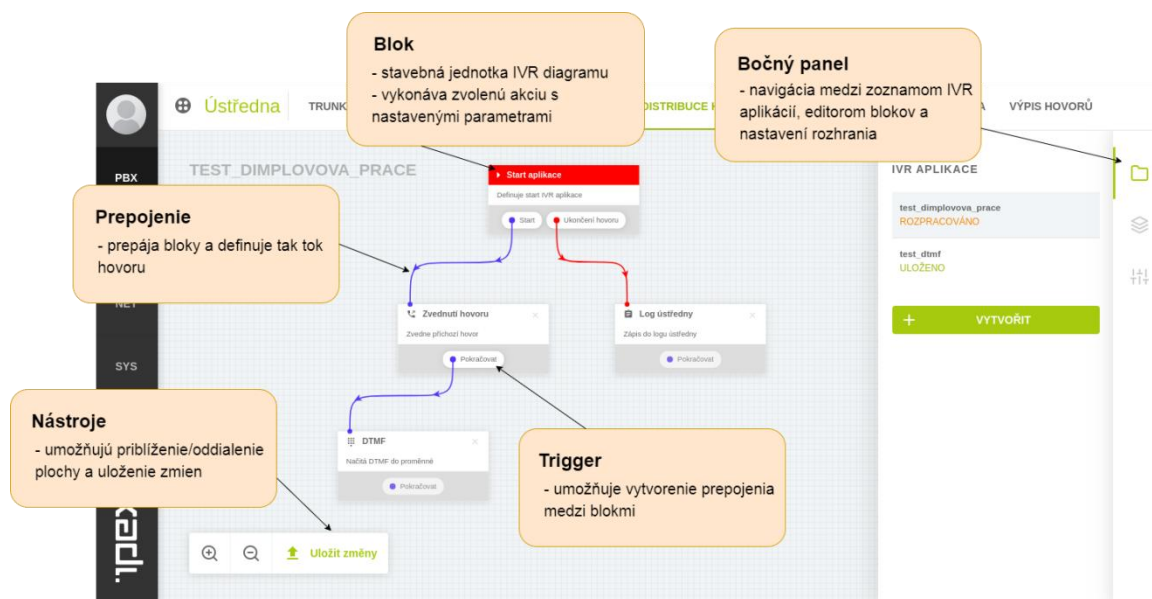 Blok
- stavebná jednotka IVR diagramu
- vykonáva zvolenú akciu s
nastavenými parametrami
Bočný panel
- navigácia medzi zoznamom IVR
aplikácií, editorom blokov a
nastavení rozhrania
Ústředna
TRUNK
DISTRIBUCE H
A
VÝPIS HOVORŮ
PBX
TEST_DIMPLOVOVA_PRACE
Start aplikace
Definuje start IVR aplikace
Start
Ukončení hovoru
IVR APLIKACE
test_dimplovova_prace
ROZPRACOVÁNO
test_dtmf
ULOŽENO
+ VYTVOŘIT
Prepojenie
- prepája bloky a definuje tak tok
hovoru
NET
Zvednutí hovoru
Zvedne příchozí hovor
Pokračovat
Log ústředny
Zápis do logu ústředny
Pokračovat
SYS
Nástroje
- umožňujú priblíženie/oddialenie
plochy a uloženie zmien
DTMF
Načítá DTMF do proměnné
Pokračovat
Trigger
- umožňuje vytvorenie prepojenia
medzi blokmi
Uložit změny